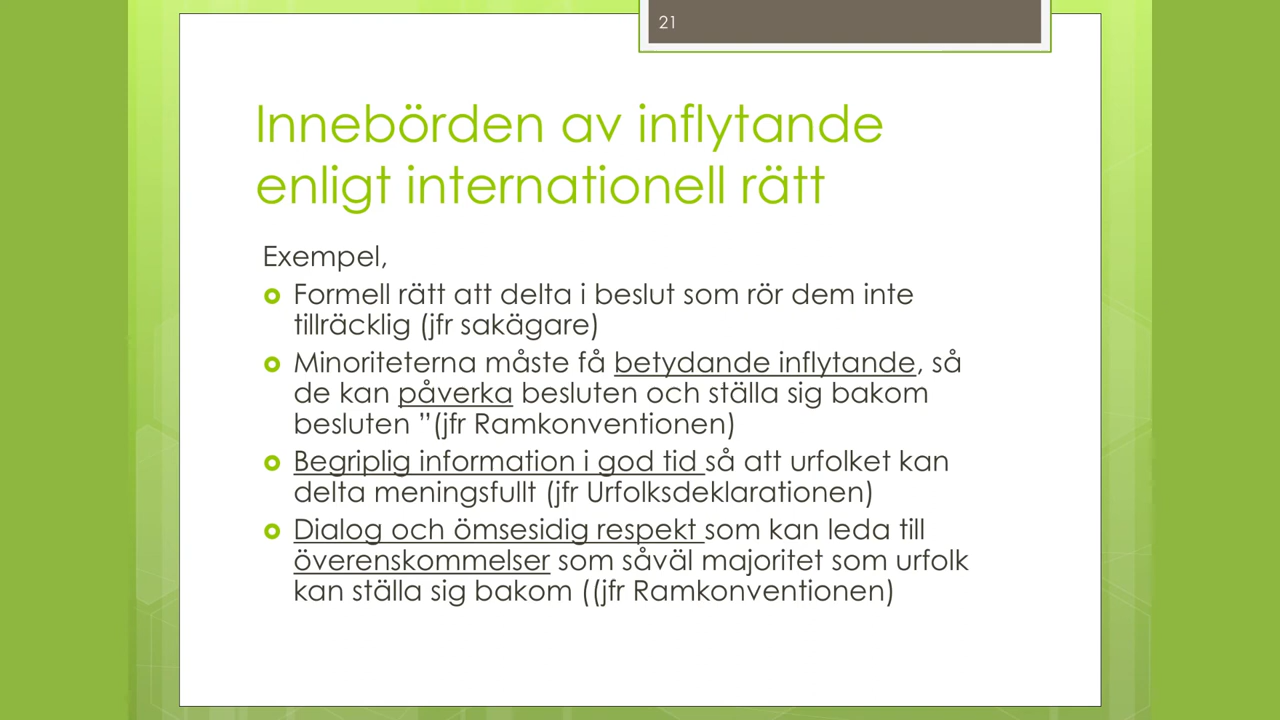 21
Innebörden av inflytande
enligt internationell rätt
Exempel,
Formell rätt att delta i beslut som rör dem inte
tillräcklig (jfr sakägare)
Minoriteterna måste få betydande inflytande, så
de kan påverka besluten och ställa sig bakom
besluten ”(jfr Ramkonventionen)
Begriplig information i god tid så att urfolket kan
delta meningsfullt (jfr Urfolksdeklarationen)
Dialog och ömsesidig respekt som kan leda till
överenskommelser som såväl majoritet som urfolk
kan ställa sig bakom ((jfr Ramkonventionen)